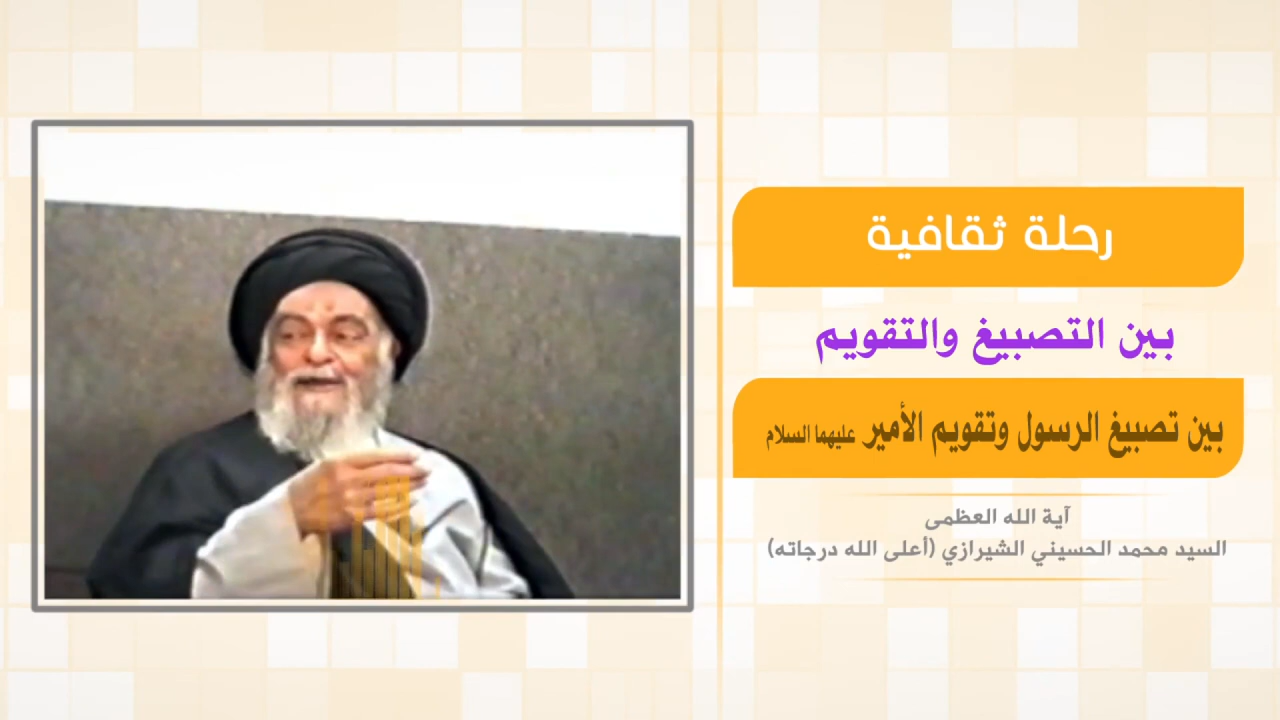 رحلة ثقافية
بين التصبيغ والتقويم
بين تصبيغ الرسول وتقويم الأمير عليهما السلام
آية الله العظمى
السيد محمد الحسيني الشيرازي (أعلى الله درجاته)